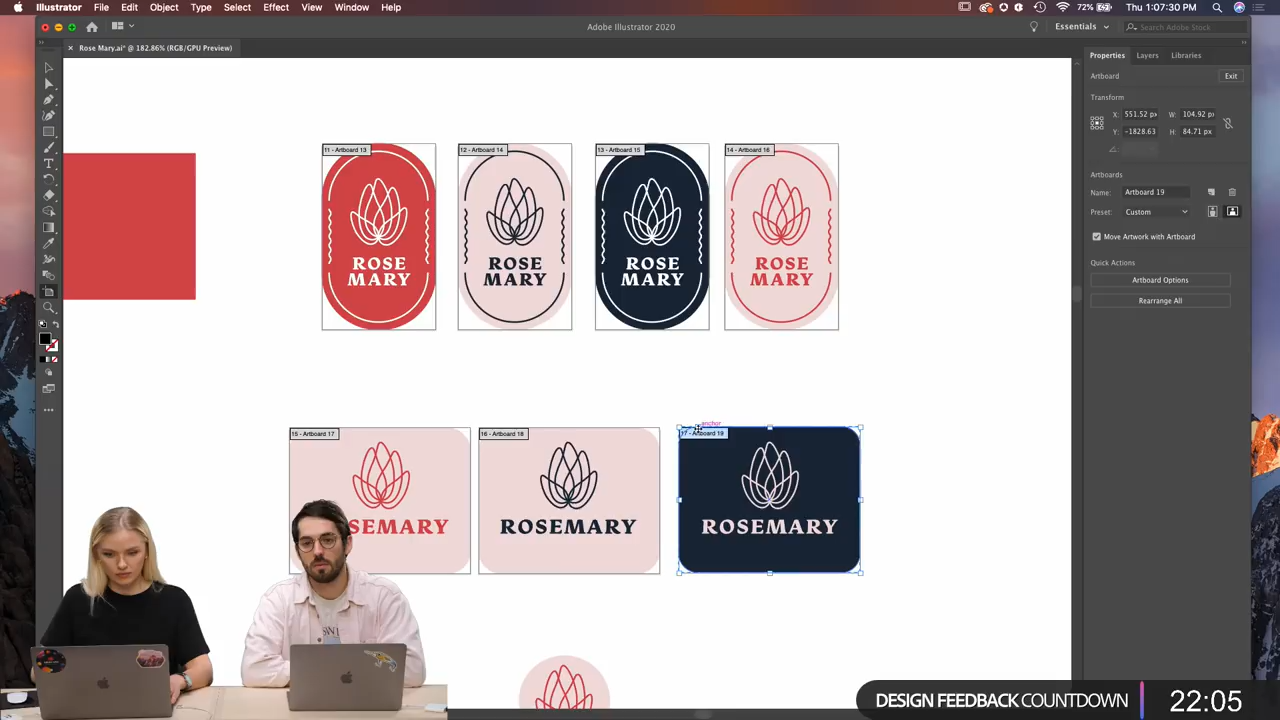 Illustrator File Edit Object Type Select Effect View Window Help
72% Thu 1:07:30 PM
Adobe Illustrator 2020
Essentials
Search Adobe Stock
× Rose Mary.ai* @ 182.86% (RGB/GPU Preview)
Properties Layers Libraries
Artboard Exit
Transform
X: 551.52 px W: 104.92 px
Y: -1828.63 H: 84.71 px
Artboards
Name: Artboard 19
Preset: Custom
Move Artwork with Artboard
Quick Actions
Artboard Options
Rearrange All
11 - Artboard 13
12 - Artboard 14
13 - Artboard 15
14 - Artboard 16
ROSE
MARY
ROSE
MARY
ROSE
MARY
ROSE
MARY
anchor
15 - Artboard 17
16 - Artboard 18
17 - Artboard 19
SEMARY
ROSEMARY
ROSEMARY
DESIGN FEEDBACK COUNTDOWN 22:05